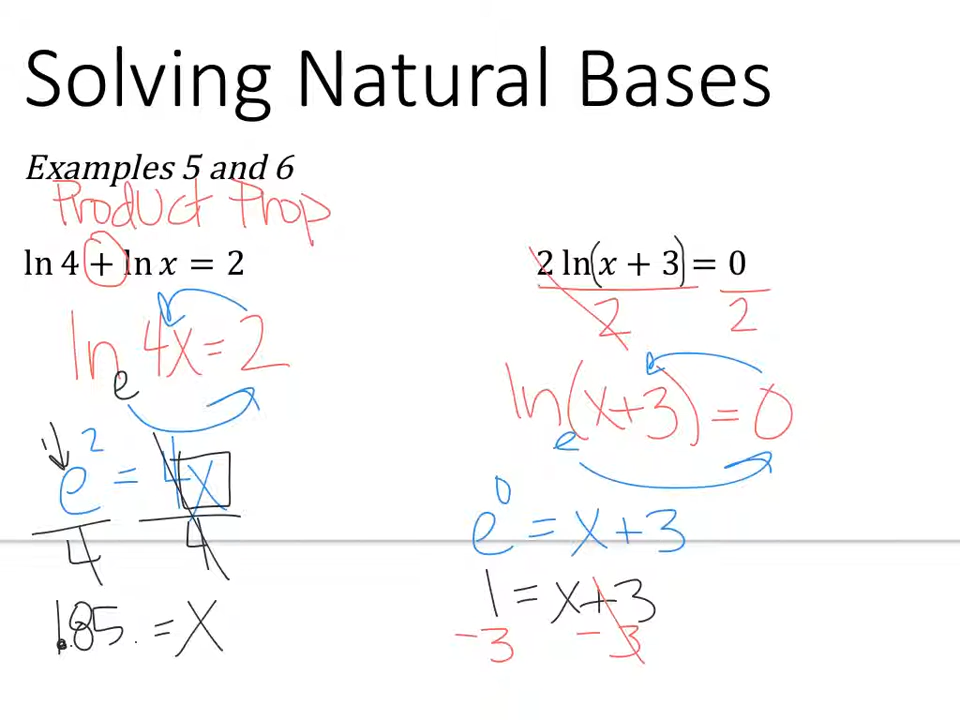 Solving Natural Bases
Examples 5 and 6
Product Prop
ln 4 + ln x = 2
ln 4x = 2
e
e² = 4x
4 4
1.85 = x
2 ln(x + 3) = 0
2 2
ln(x+3) = 0
e
e⁰ = x+3
1 = x+3
-3 -3